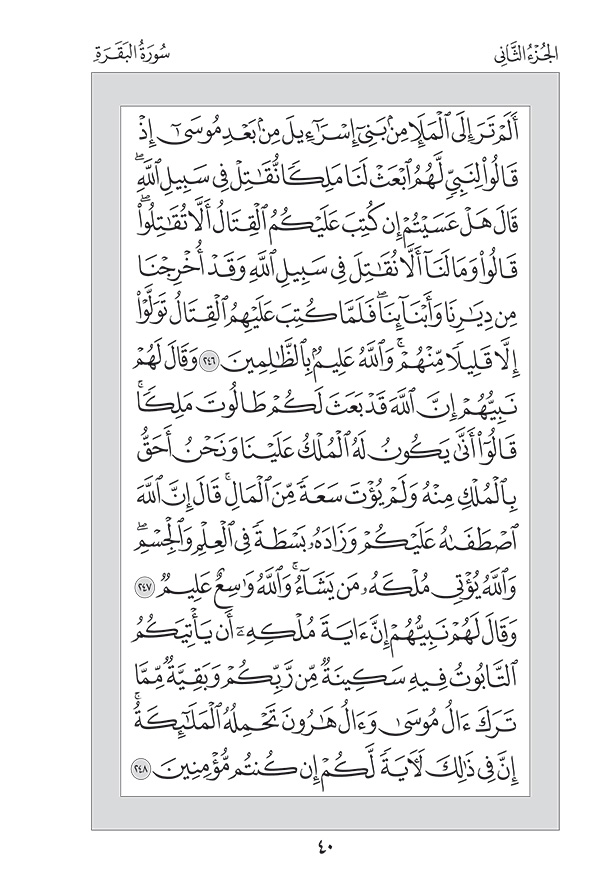 الجُزْءُ الثَّانِي
سُورَةُ البَقَرَةِ
أَلَمْ تَرَ إِلَى ٱلْمَلَإِ مِنۢ بَنِىٓ إِسْرَٰٓءِيلَ مِنۢ بَعْدِ مُوسَىٰٓ إِذْ
قَالُوا۟ لِنَبِىٍّ لَّهُمُ ٱبْعَثْ لَنَا مَلِكًا نُّقَٰتِلْ فِى سَبِيلِ ٱللَّهِ ۖ
قَالَ هَلْ عَسَيْتُمْ إِن كُتِبَ عَلَيْكُمُ ٱلْقِتَالُ أَلَّا تُقَٰتِلُوا۟ ۖ
قَالُوا۟ وَمَا لَنَآ أَلَّا نُقَٰتِلَ فِى سَبِيلِ ٱللَّهِ وَقَدْ أُخْرِجْنَا
مِن دِيَٰرِنَا وَأَبْنَآئِنَا ۖ فَلَمَّا كُتِبَ عَلَيْهِمُ ٱلْقِتَالُ تَوَلَّوْا۟
إِلَّا قَلِيلًا مِّنْهُمْ ۗ وَٱللَّهُ عَلِيمٌۢ بِٱلظَّٰلِمِينَ ٢٤٦ وَقَالَ لَهُمْ
نَبِيُّهُمْ إِنَّ ٱللَّهَ قَدْ بَعَثَ لَكُمْ طَالُوتَ مَلِكًا ۚ
قَالُوٓا۟ أَنَّىٰ يَكُونُ لَهُ ٱلْمُلْكُ عَلَيْنَا وَنَحْنُ أَحَقُّ
بِٱلْمُلْكِ مِنْهُ وَلَمْ يُؤْتَ سَعَةً مِّنَ ٱلْمَالِ ۚ قَالَ إِنَّ ٱللَّهَ
ٱصْطَفَىٰهُ عَلَيْكُمْ وَزَادَهُۥ بَسْطَةً فِى ٱلْعِلْمِ وَٱلْجِسْمِ ۖ
وَٱللَّهُ يُؤْتِى مُلْكَهُۥ مَن يَشَآءُ ۚ وَٱللَّهُ وَٰسِعٌ عَلِيمٌ ٢٤٧
وَقَالَ لَهُمْ نَبِيُّهُمْ إِنَّ ءَايَةَ مُلْكِهِۦٓ أَن يَأْتِيَكُمُ
ٱلتَّابُوتُ فِيهِ سَكِينَةٌ مِّن رَّبِّكُمْ وَبَقِيَّةٌ مِّمَّا
تَرَكَ ءَالُ مُوسَىٰ وَءَالُ هَٰرُونَ تَحْمِلُهُ ٱلْمَلَٰٓئِكَةُ ۚ
إِنَّ فِى ذَٰلِكَ لَءَايَةً لَّكُمْ إِن كُنتُم مُّؤْمِنِينَ ٢٤٨
٤٠